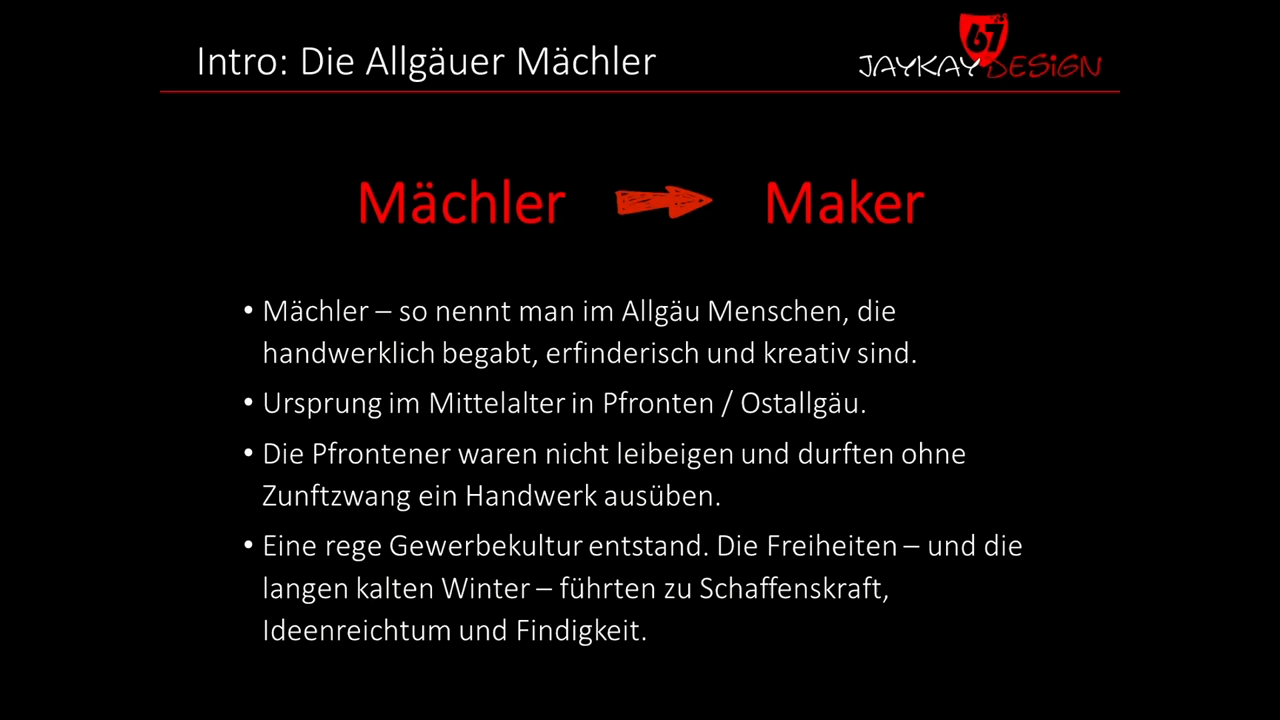 Intro: Die Allgäuer Mächler
67
JAYKAY DESiGN
Mächler Maker
• Mächler – so nennt man im Allgäu Menschen, die
handwerklich begabt, erfinderisch und kreativ sind.
• Ursprung im Mittelalter in Pfronten / Ostallgäu.
• Die Pfrontener waren nicht leibeigen und durften ohne
Zunftzwang ein Handwerk ausüben.
• Eine rege Gewerbekultur entstand. Die Freiheiten – und die
langen kalten Winter – führten zu Schaffenskraft,
Ideenreichtum und Findigkeit.